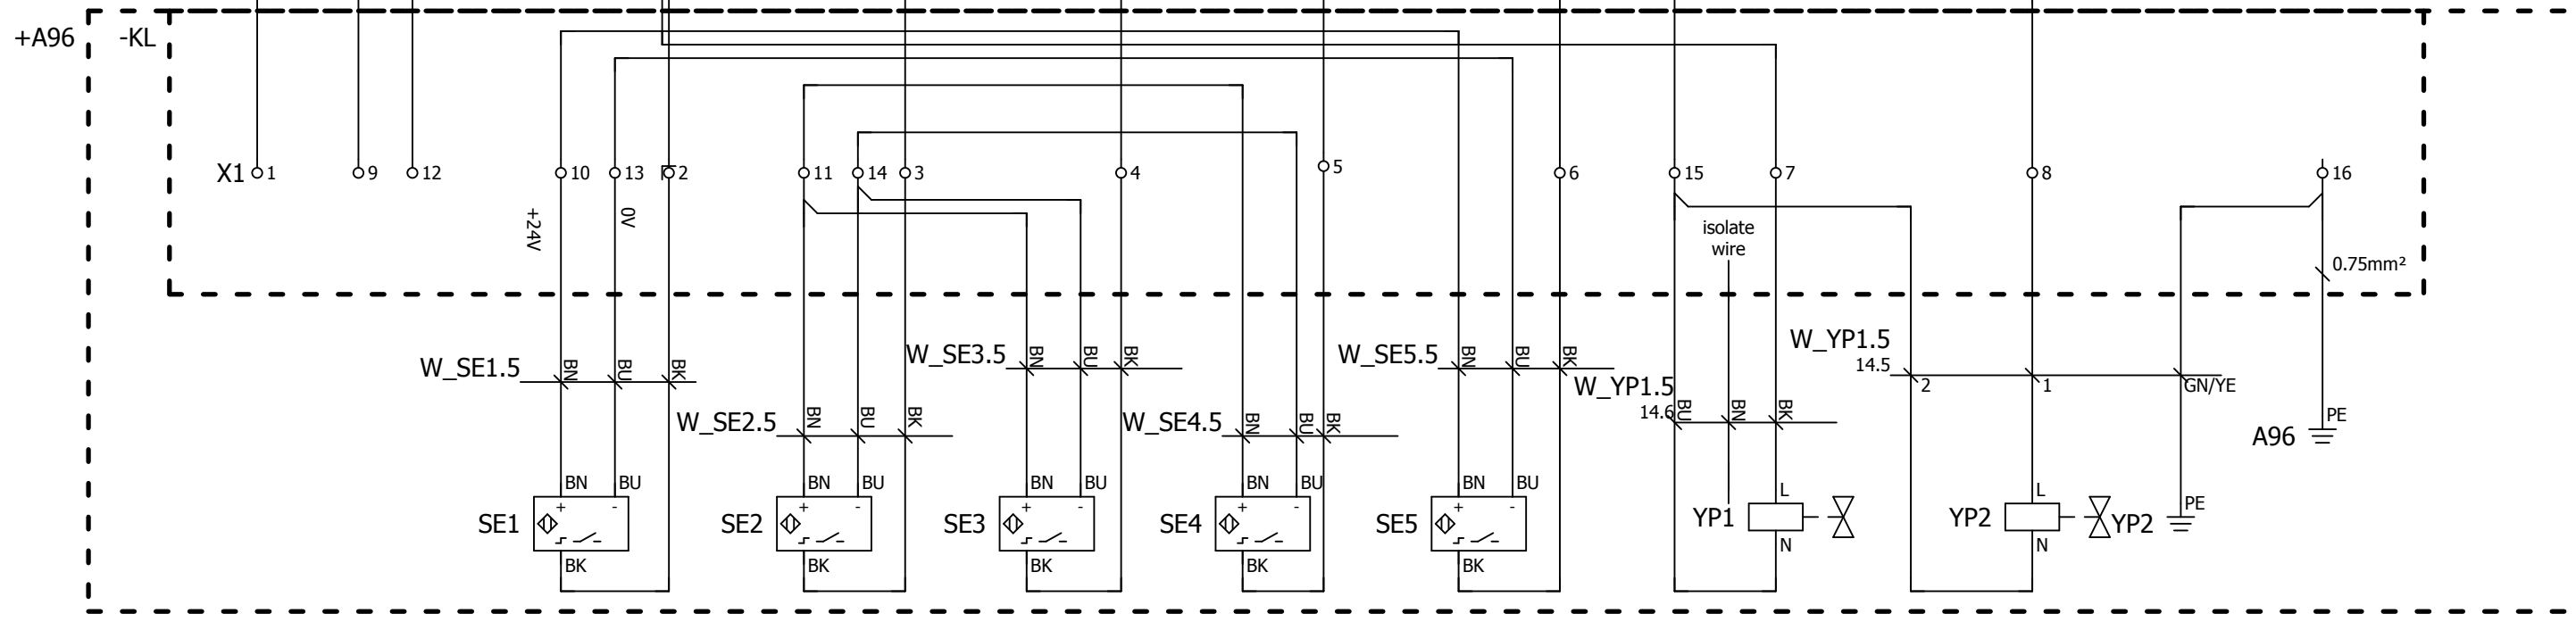 +A96
-KL
X1
1
9
12
10
13
2
11
14
3
4
5
6
15
7
8
16
+24V
0V
isolate
wire
0.75mm²
W_SE1.5
BN
BU
BK
W_SE2.5
BN
BU
BK
W_SE3.5
BN
BU
BK
W_SE4.5
BN
BU
BK
W_SE5.5
BN
BU
BK
W_YP1.5
14.6
BU
BN
BK
W_YP1.5
14.5
2
1
GN/YE
PE
A96
SE1
BN
BU
+
-
BK
SE2
BN
BU
+
-
BK
SE3
BN
BU
+
-
BK
SE4
BN
BU
+
-
BK
SE5
BN
BU
+
-
BK
YP1
L
N
YP2
L
N
YP2
PE